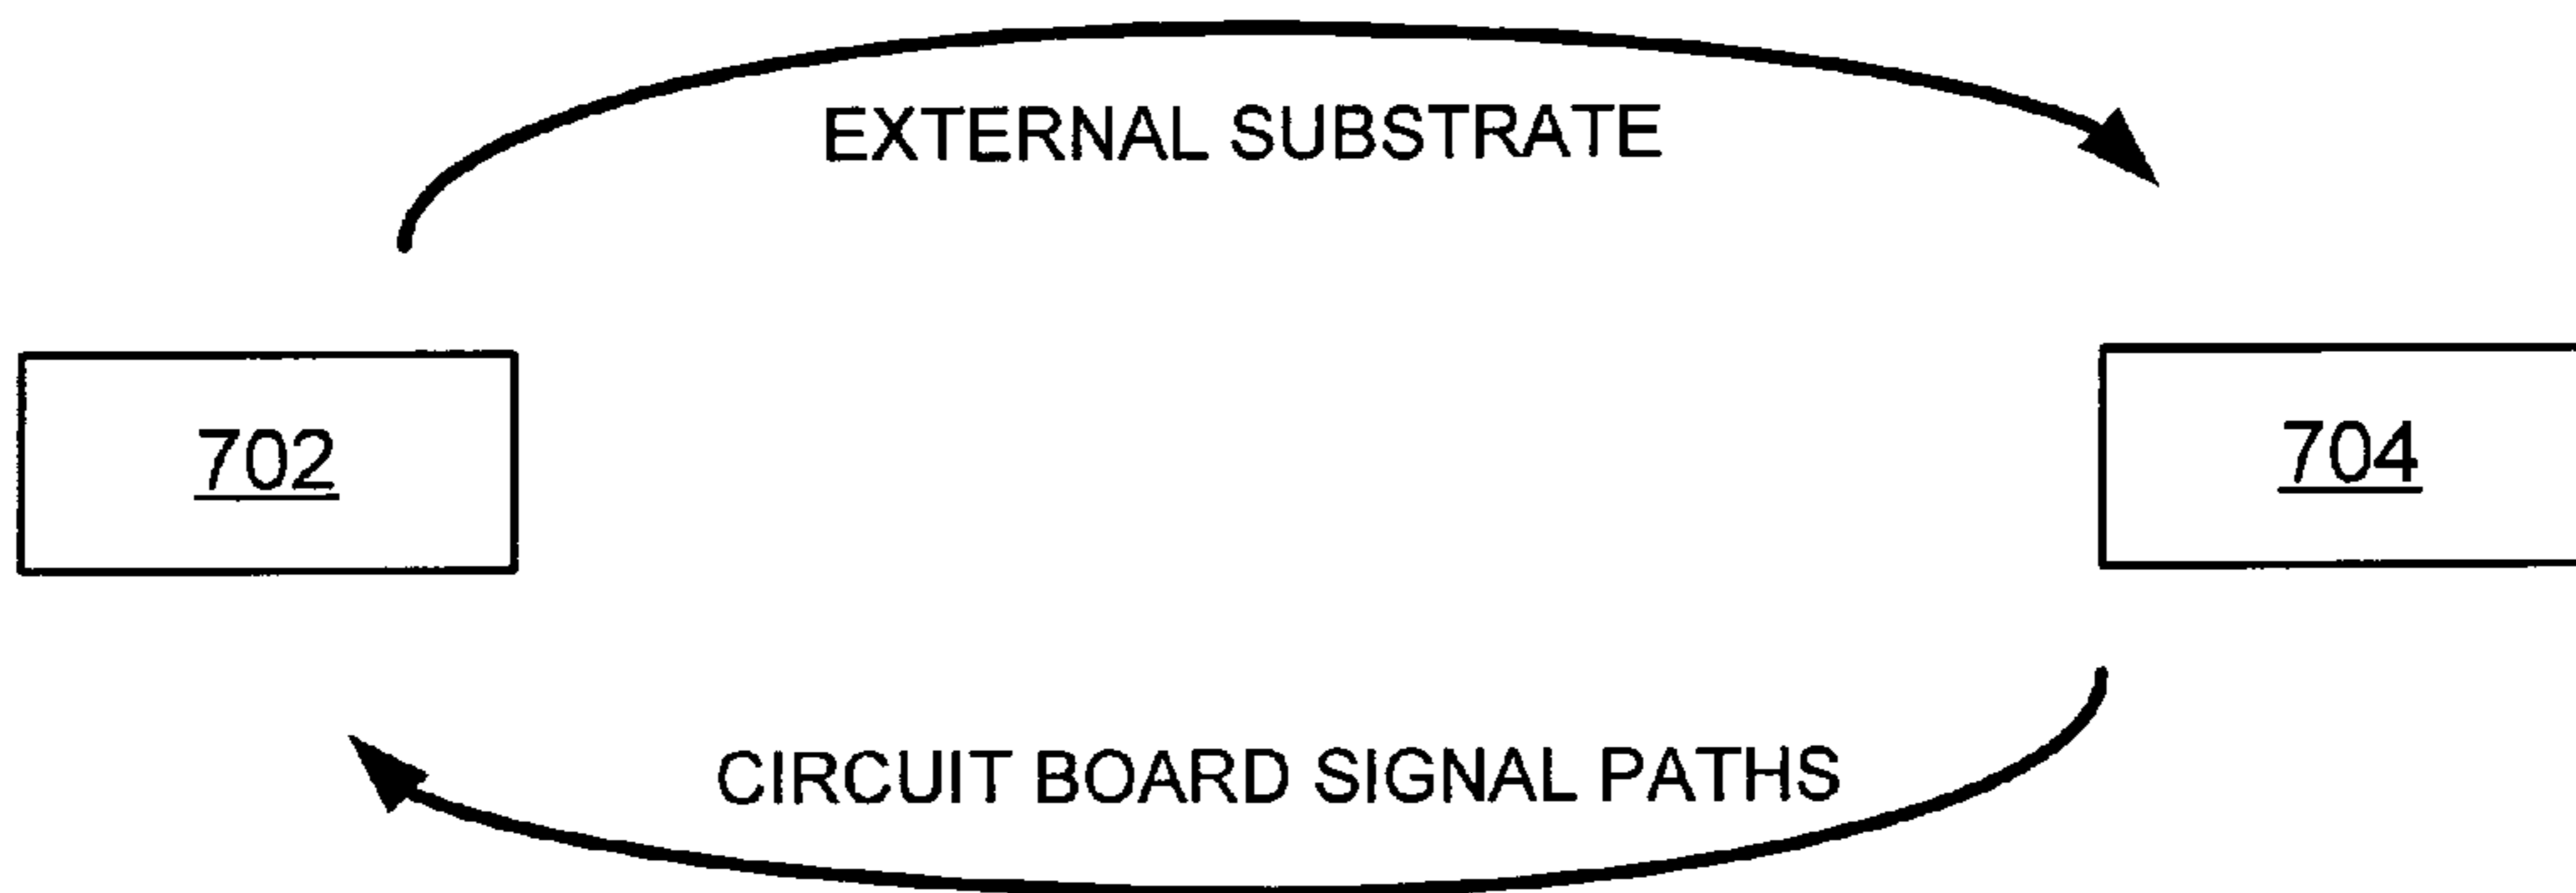 EXTERNAL SUBSTRATE
702
704
CIRCUIT BOARD SIGNAL PATHS